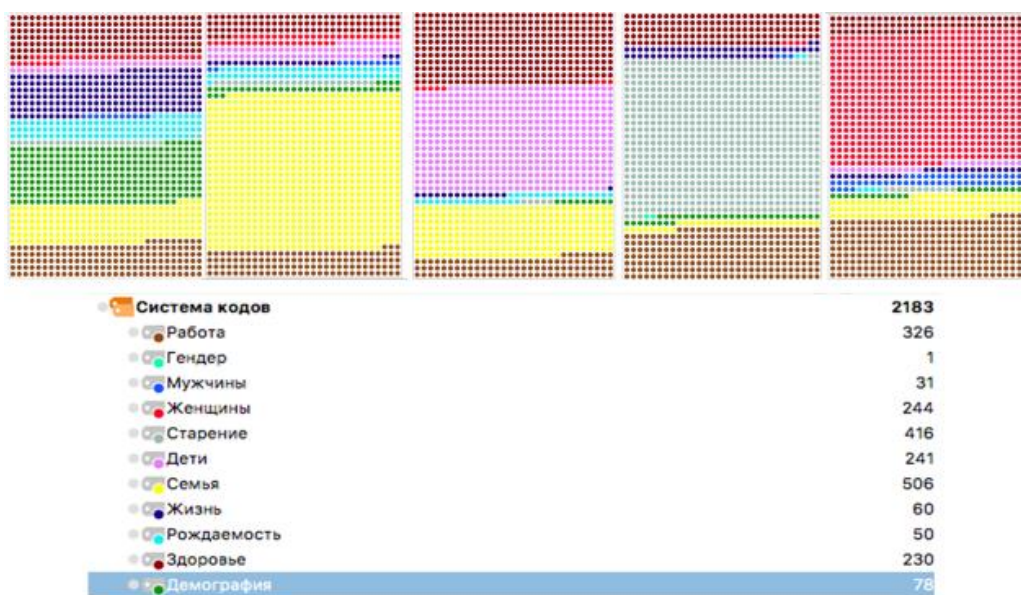 Система кодов 2183
Работа 326
Гендер 1
Мужчины 31
Женщины 244
Старение 416
Дети 241
Семья 506
Жизнь 60
Рождаемость 50
Здоровье 230
Демография 78